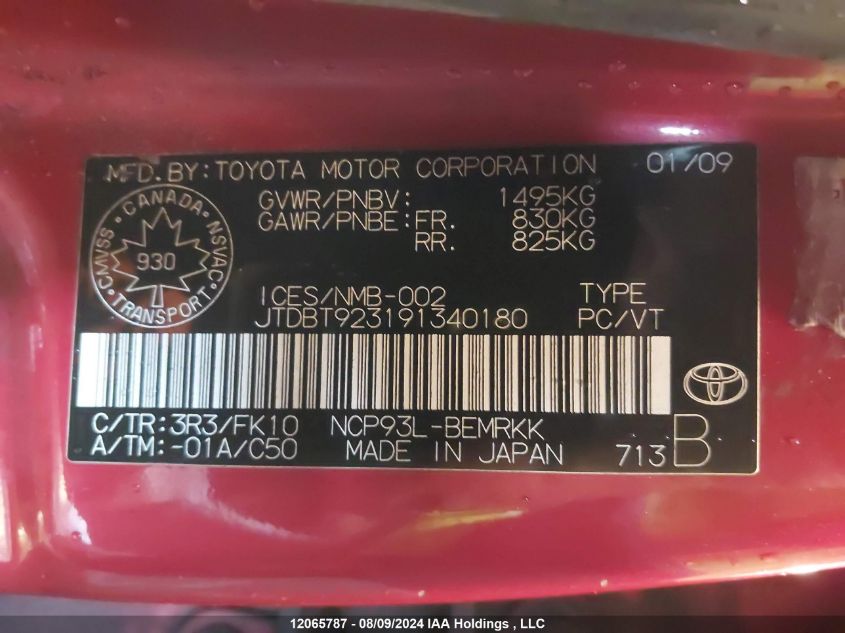 MFD.BY:TOYOTA MOTOR CORPORATION 01/09
GVWR/PNBV: 1495KG
GAWR/PNBE:FR. 830KG
RR. 825KG
CMVSS · CANADA · NSVAC · TRANSPORT ·
930
ICES/NMB-002 TYPE
JTDBT923191340180 PC/VT
C/TR:3R3/FK10 NCP93L-BEMRKK
A/TM:-01A/C50 MADE IN JAPAN 713B
12065787 - 08/09/2024 IAA Holdings , LLC